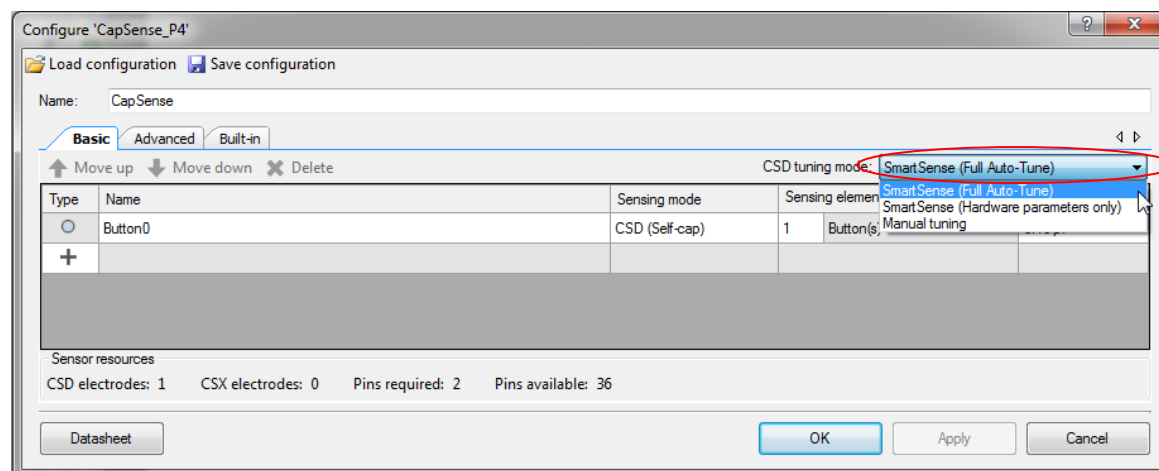 Configure 'CapSense_P4'
Load configuration Save configuration
Name: CapSense
Basic Advanced Built-in
Move up Move down Delete CSD tuning mode: SmartSense (Full Auto-Tune)
SmartSense (Full Auto-Tune)
SmartSense (Hardware parameters only)
Manual tuning
Type Name Sensing mode Sensing
Button0 CSD (Self-cap) 1 Button(s)
Sensor resources
CSD electrodes: 1 CSX electrodes: 0 Pins required: 2 Pins available: 36
Datasheet OK Apply Cancel